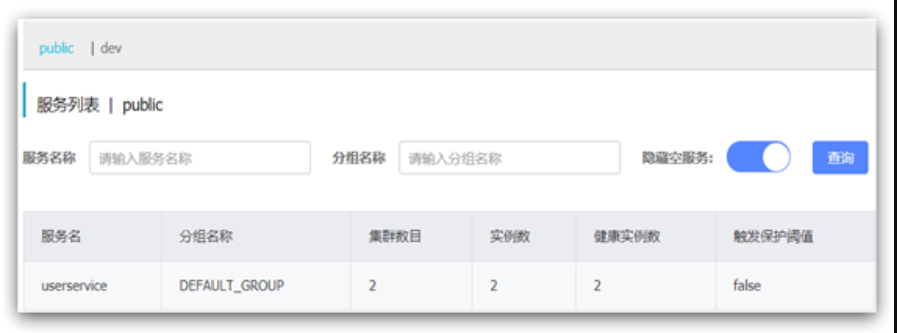 public | dev
服务列表 | public
服务名称 请输入服务名称 分组名称 请输入分组名称 隐藏空服务: 查询
服务名 分组名称 集群数目 实例数 健康实例数 触发保护阈值
userservice DEFAULT_GROUP 2 2 2 false